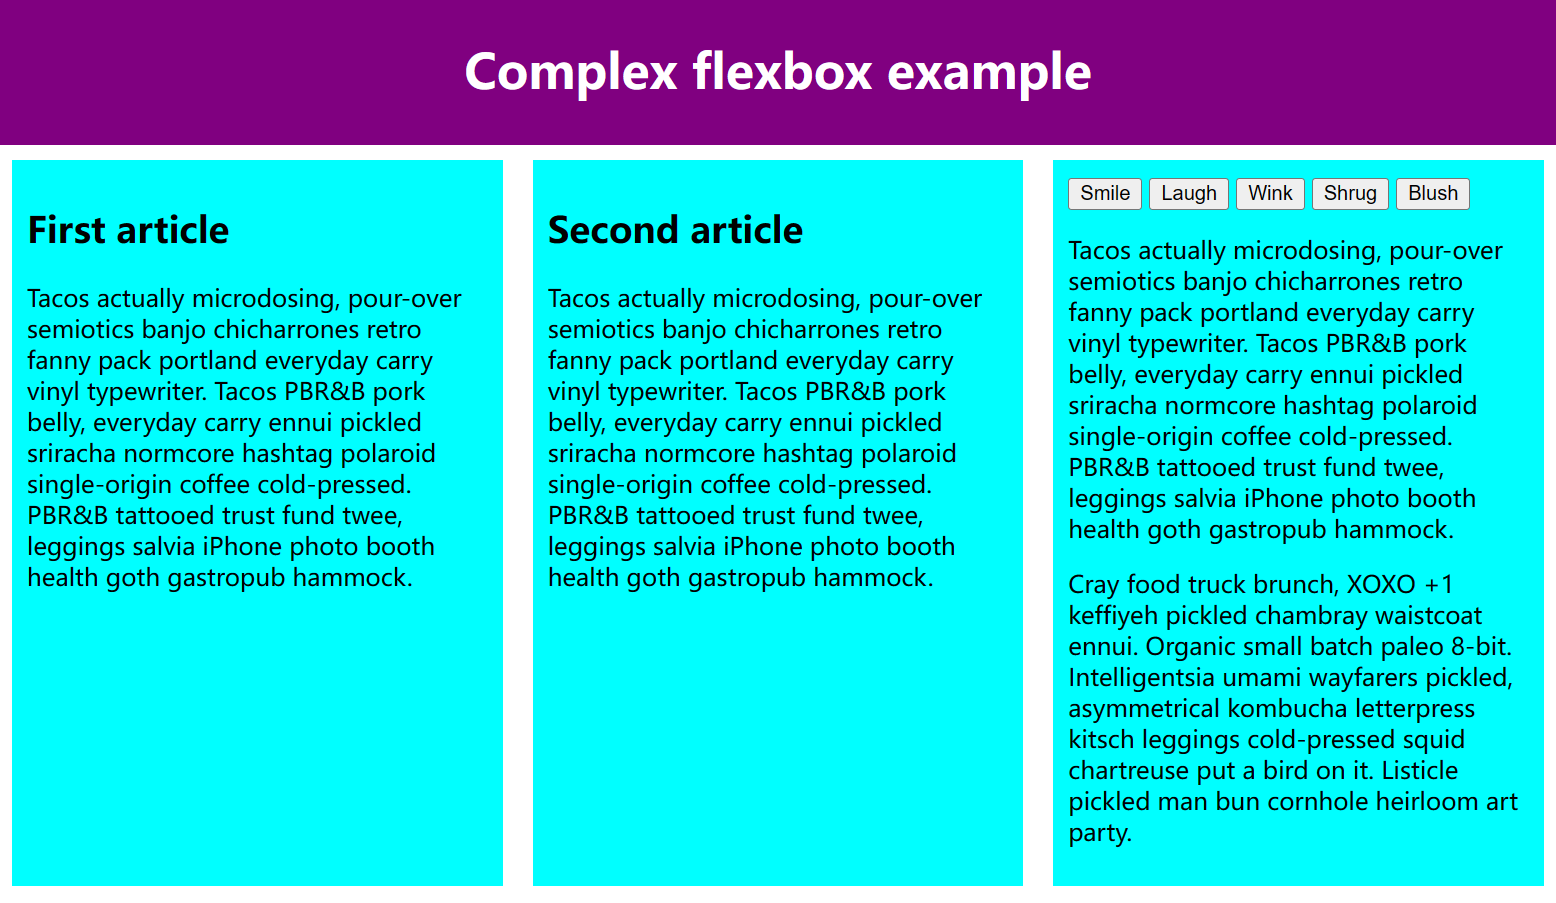 Complex flexbox example
First article
Tacos actually microdosing, pour-over
semiotics banjo chicharrones retro
fanny pack portland everyday carry
vinyl typewriter. Tacos PBR&B pork
belly, everyday carry ennui pickled
sriracha normcore hashtag polaroid
single-origin coffee cold-pressed.
PBR&B tattooed trust fund twee,
leggings salvia iPhone photo booth
health goth gastropub hammock.
Second article
Tacos actually microdosing, pour-over
semiotics banjo chicharrones retro
fanny pack portland everyday carry
vinyl typewriter. Tacos PBR&B pork
belly, everyday carry ennui pickled
sriracha normcore hashtag polaroid
single-origin coffee cold-pressed.
PBR&B tattooed trust fund twee,
leggings salvia iPhone photo booth
health goth gastropub hammock.
Smile Laugh Wink Shrug Blush
Tacos actually microdosing, pour-over
semiotics banjo chicharrones retro
fanny pack portland everyday carry
vinyl typewriter. Tacos PBR&B pork
belly, everyday carry ennui pickled
sriracha normcore hashtag polaroid
single-origin coffee cold-pressed.
PBR&B tattooed trust fund twee,
leggings salvia iPhone photo booth
health goth gastropub hammock.
Cray food truck brunch, XOXO +1
keffiyeh pickled chambray waistcoat
ennui. Organic small batch paleo 8-bit.
Intelligentsia umami wayfarers pickled,
asymmetrical kombucha letterpress
kitsch leggings cold-pressed squid
chartreuse put a bird on it. Listicle
pickled man bun cornhole heirloom art
party.